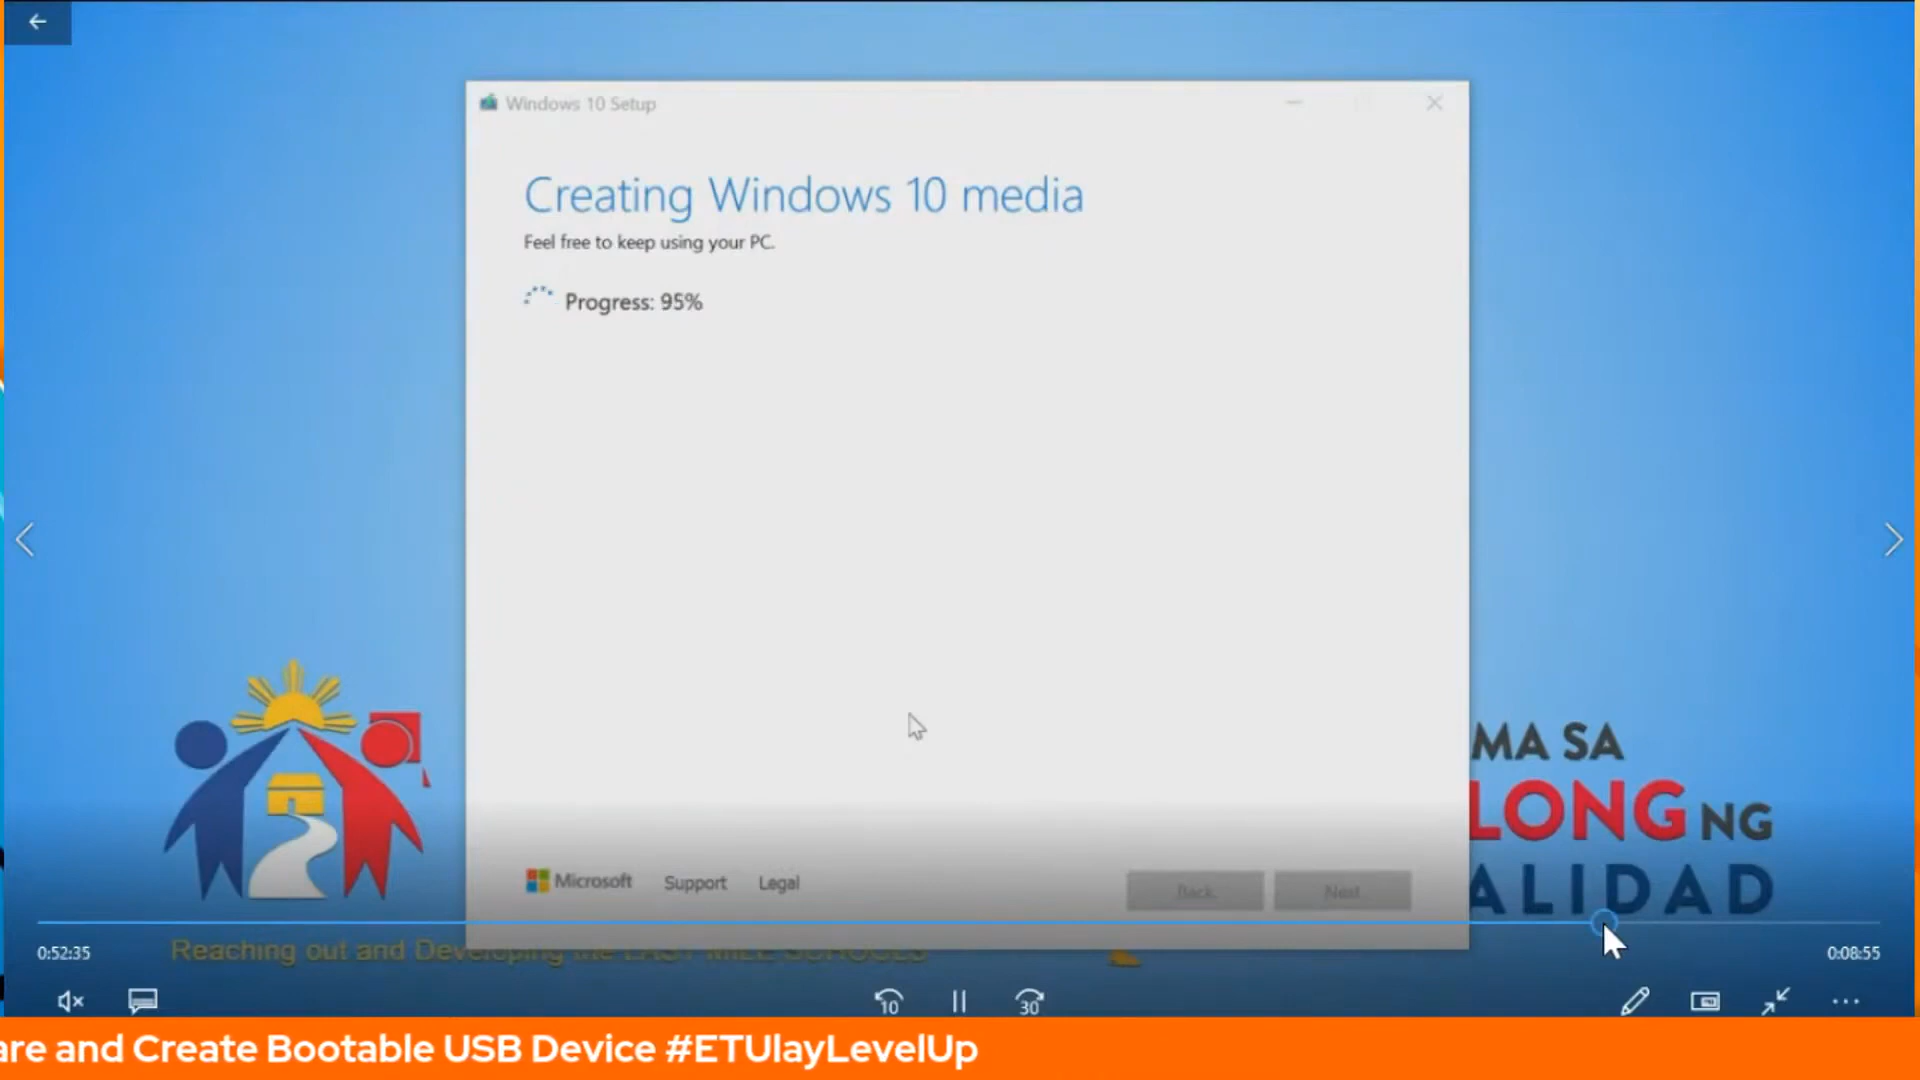 Windows 10 Setup
Creating Windows 10 media
Feel free to keep using your PC.
Progress: 95%
MA SA
LONG NG
ALIDAD
Microsoft Support Legal
Back Next
0:52:35
Reaching out and Developing the LAST MILE SCHOOLS
0:08:55
10
30
are and Create Bootable USB Device #ETUlayLevelUp